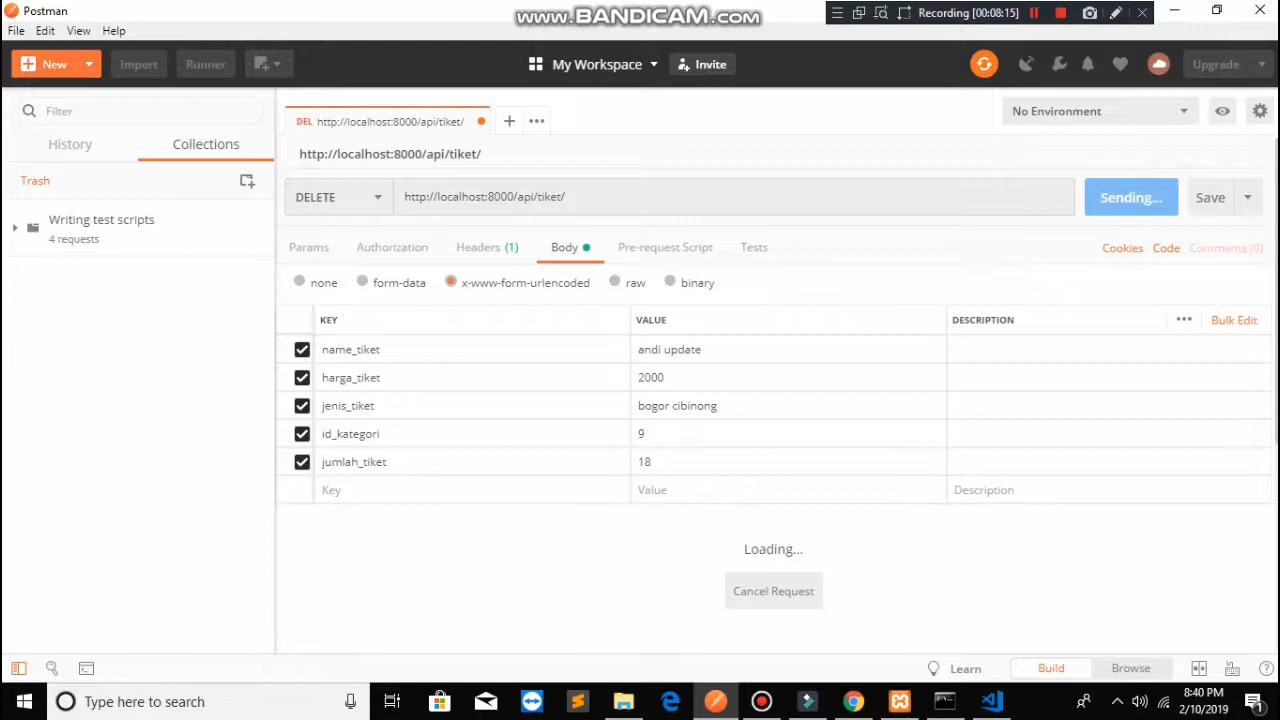 Postman
www.BANDICAM.com
Recording [00:08:15]
File Edit View Help
New
Import
Runner
My Workspace
Invite
Upgrade
Filter
History
Collections
Trash
Writing test scripts
4 requests
DEL http://localhost:8000/api/tiket/
No Environment
http://localhost:8000/api/tiket/
DELETE
http://localhost:8000/api/tiket/
Sending...
Save
Params Authorization Headers (1) Body Pre-request Script Tests
Cookies Code Comments (0)
none form-data x-www-form-urlencoded raw binary
KEY VALUE DESCRIPTION
Bulk Edit
name_tiket andi update
harga_tiket 2000
jenis_tiket bogor cibinong
id_kategori 9
jumlah_tiket 18
Key Value Description
Loading...
Cancel Request
Learn
Build
Browse
Type here to search
8:40 PM
2/10/2019
1